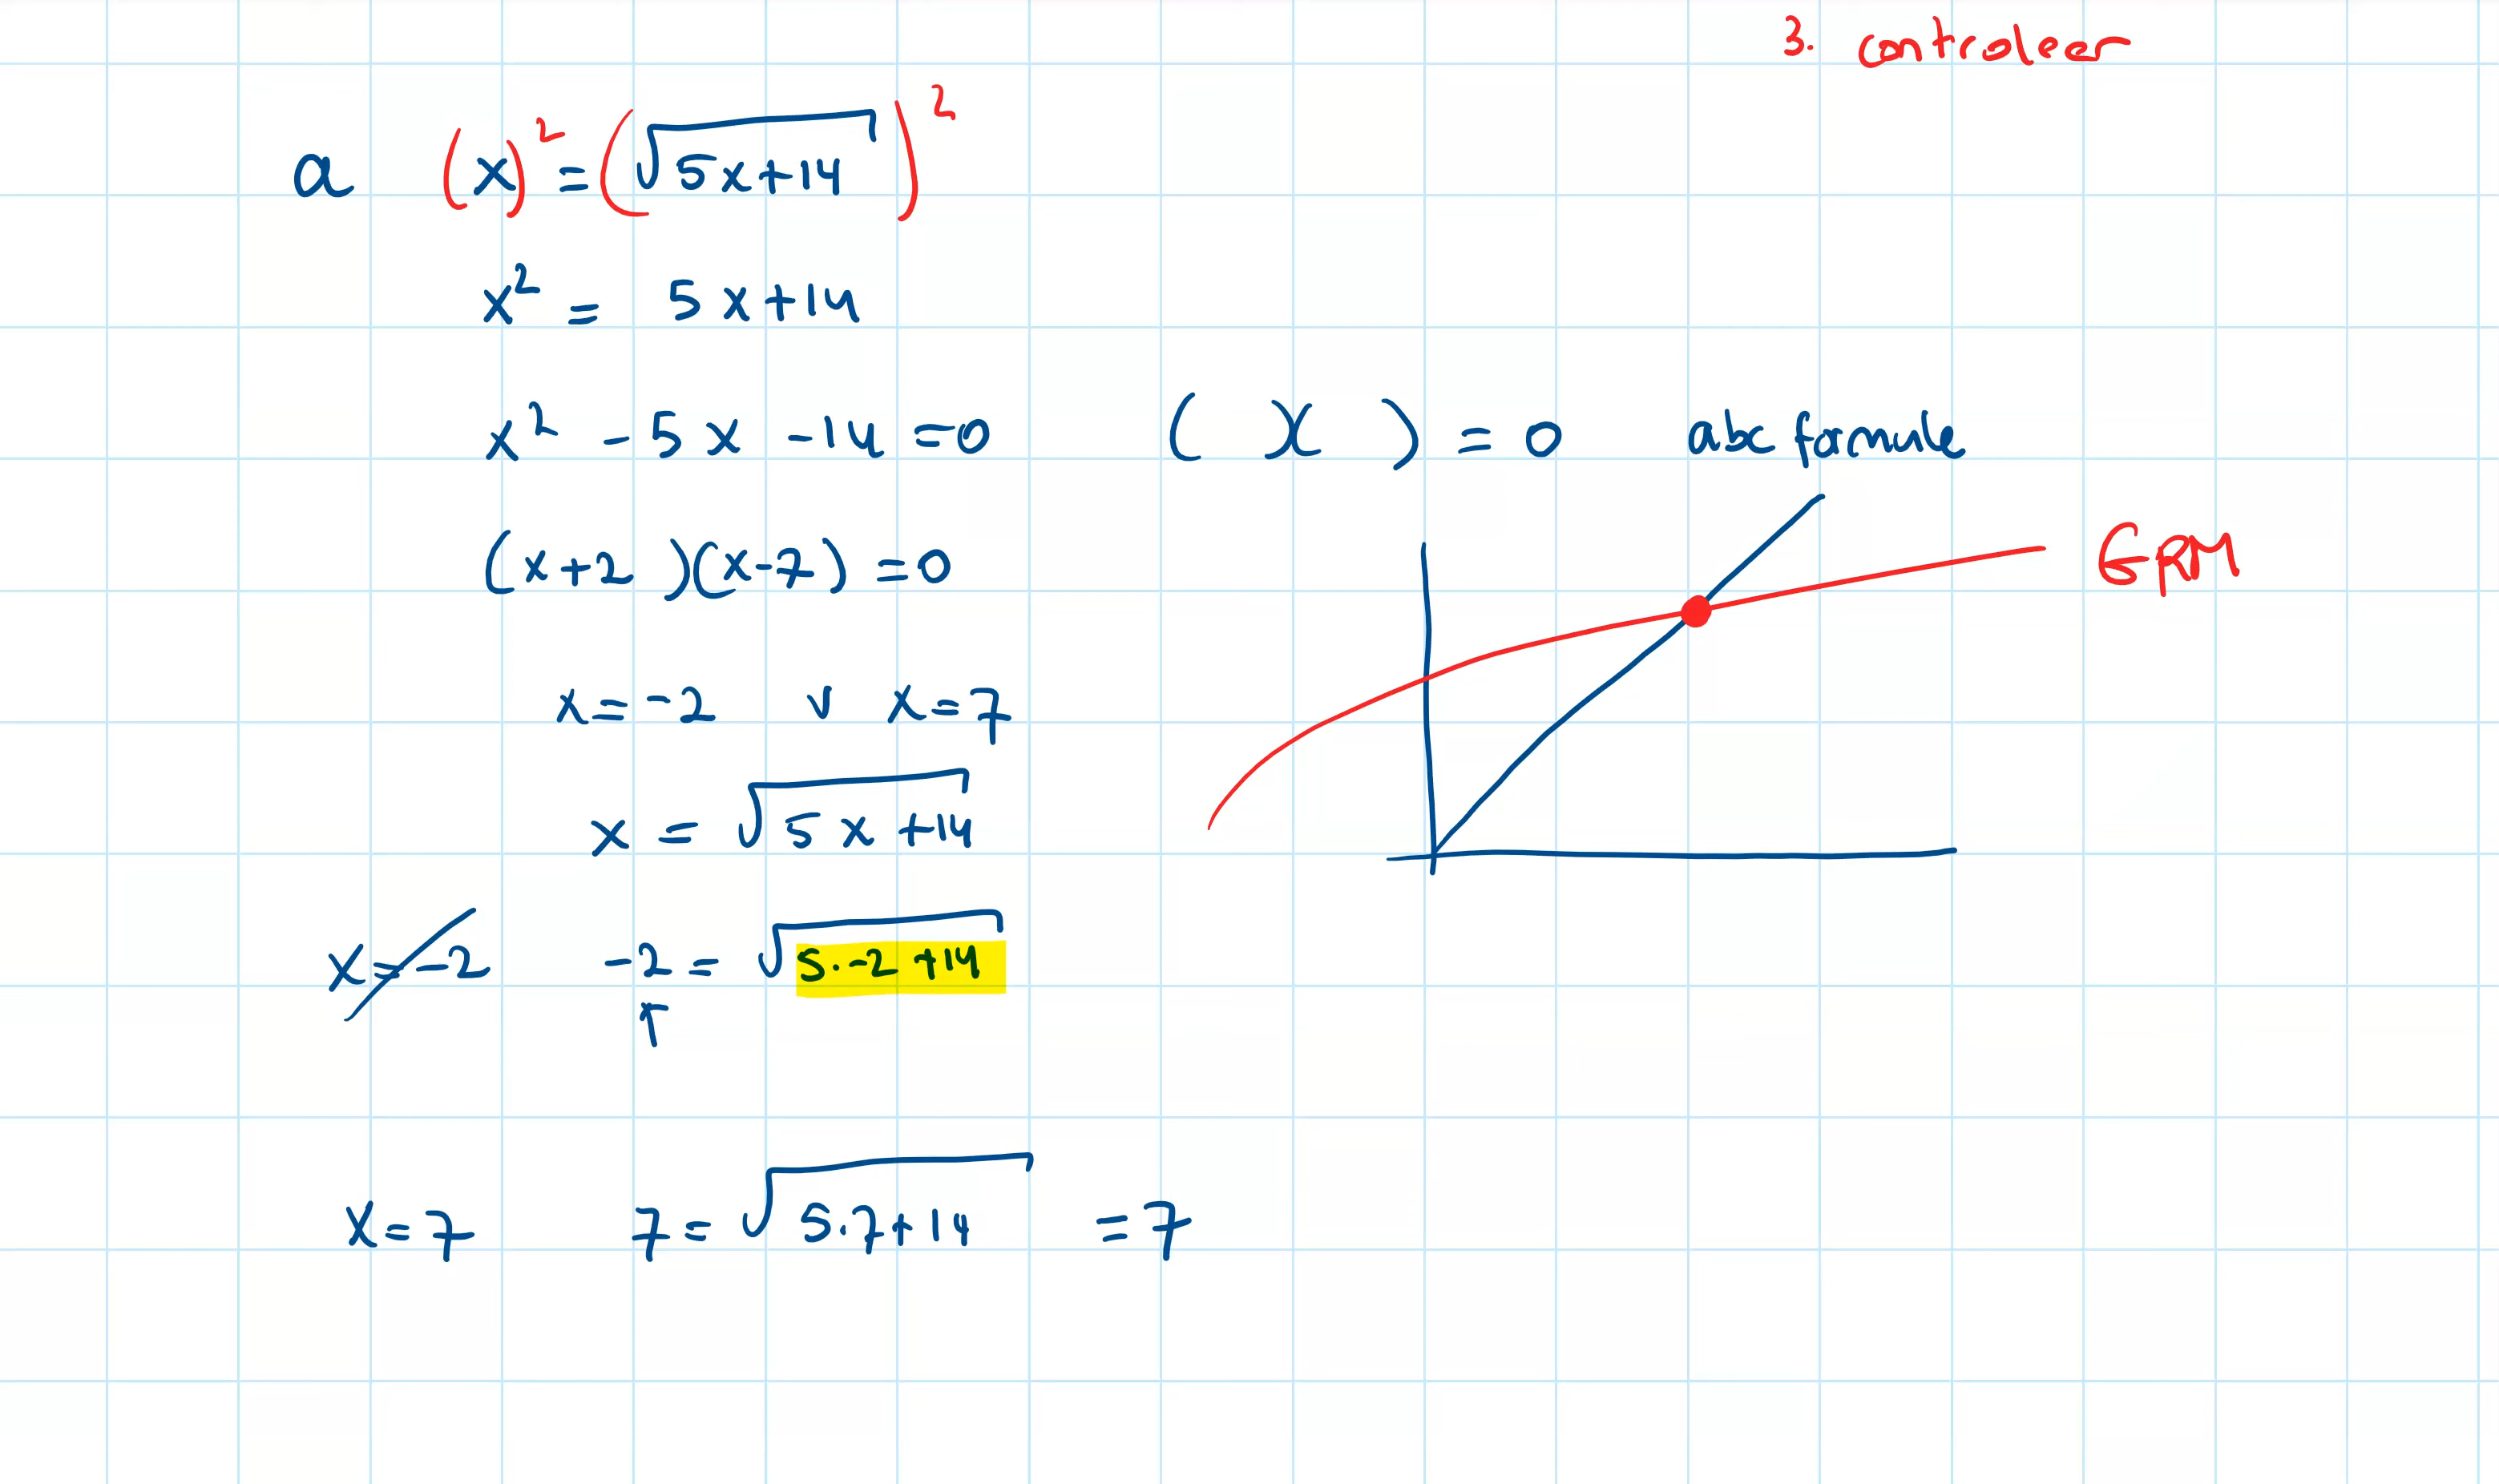 3. controleer
a (x)² = (√5x+14)²
x² = 5x+14
x² - 5x - 14 = 0 ( )( ) = 0 abc formule
(x+2)(x-7) = 0
x = -2 v x = 7
x = √5x+14
x = -2 -2 = √5·-2+14
x = 7 7 = √5·7+14 = 7